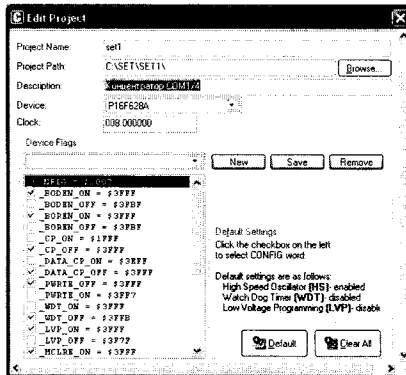 Edit Project
Project Name: set1
Project Path: C:\SET\SET1\ Browse...
Description: Концентратор COM1/4
Device: P16F628A
Clock: 008.000000
Device Flags
New Save Remove
_BODEN_ON = $3FFF
_BODEN_OFF = $3FBF
_BOREN_ON = $3FFF
_BOREN_OFF = $3FBF
_CP_ON = $1FFF
_CP_OFF = $3FFF
_DATA_CP_ON = $3EFF
_DATA_CP_OFF = $3FFF
_PWRTE_OFF = $3FFF
_PWRTE_ON = $3FF7
_WDT_ON = $3FFF
_WDT_OFF = $3FFB
_LVP_ON = $3FFF
_LVP_OFF = $3F7F
_MCLRE_ON = $3FFF
Default Settings
Click the checkbox on the left
to select CONFIG word.
Default settings are as follows:
High Speed Oscillator (HS)- enabled
Watch Dog Timer (WDT)- disabled
Low Voltage Programming (LVP)- disabl
Default Clear All